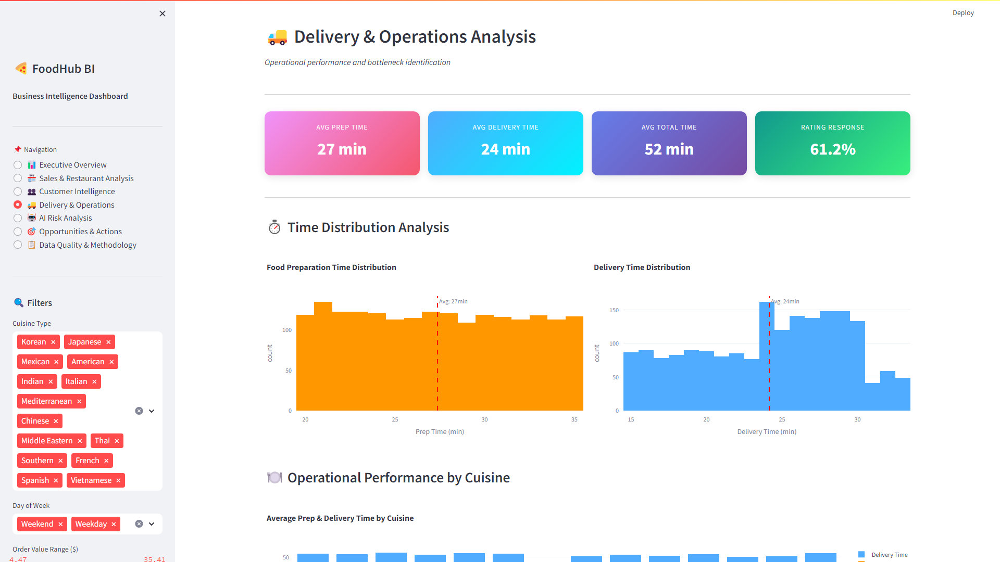 Deploy
🍕 FoodHub BI
Business Intelligence Dashboard
📌 Navigation
📊 Executive Overview
🏪 Sales & Restaurant Analysis
👥 Customer Intelligence
🚚 Delivery & Operations
🤖 AI Risk Analysis
🎯 Opportunities & Actions
📋 Data Quality & Methodology
🔍 Filters
Cuisine Type
Korean × Japanese ×
Mexican × American ×
Indian × Italian ×
Mediterranean ×
Chinese ×
Middle Eastern × Thai ×
Southern × French ×
Spanish × Vietnamese ×
Day of Week
Weekend × Weekday ×
Order Value Range ($)
4.47 35.41
🚚 Delivery & Operations Analysis
Operational performance and bottleneck identification
AVG PREP TIME
27 min
AVG DELIVERY TIME
24 min
AVG TOTAL TIME
52 min
RATING RESPONSE
61.2%
⏱️ Time Distribution Analysis
Food Preparation Time Distribution
Avg: 27min
count
100
50
0
20 25 30 35
Prep Time (min)
Delivery Time Distribution
Avg: 24min
count
150
100
50
0
15 20 25 30
Delivery Time (min)
🍽️ Operational Performance by Cuisine
Average Prep & Delivery Time by Cuisine
50
Delivery Time